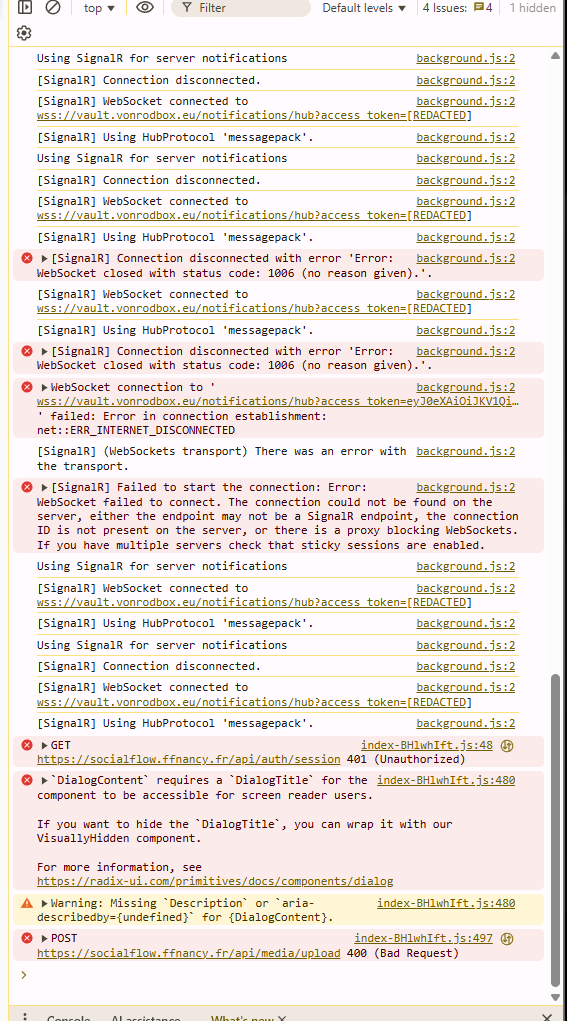 top
Filter
Default levels
4 Issues: 4
1 hidden
Using SignalR for server notifications background.js:2
[SignalR] Connection disconnected. background.js:2
[SignalR] WebSocket connected to background.js:2
wss://vault.vonrodbox.eu/notifications/hub?access_token=[REDACTED]
[SignalR] Using HubProtocol 'messagepack'. background.js:2
Using SignalR for server notifications background.js:2
[SignalR] Connection disconnected. background.js:2
[SignalR] WebSocket connected to background.js:2
wss://vault.vonrodbox.eu/notifications/hub?access_token=[REDACTED]
[SignalR] Using HubProtocol 'messagepack'. background.js:2
[SignalR] Connection disconnected with error 'Error: background.js:2
WebSocket closed with status code: 1006 (no reason given).'.
[SignalR] WebSocket connected to background.js:2
wss://vault.vonrodbox.eu/notifications/hub?access_token=[REDACTED]
[SignalR] Using HubProtocol 'messagepack'. background.js:2
[SignalR] Connection disconnected with error 'Error: background.js:2
WebSocket closed with status code: 1006 (no reason given).'.
WebSocket connection to ' background.js:2
wss://vault.vonrodbox.eu/notifications/hub?access_token=eyJ0eXAiOiJKV1Qi…
' failed: Error in connection establishment:
net::ERR_INTERNET_DISCONNECTED
[SignalR] (WebSockets transport) There was an error with background.js:2
the transport.
[SignalR] Failed to start the connection: Error: background.js:2
WebSocket failed to connect. The connection could not be found on the
server, either the endpoint may not be a SignalR endpoint, the connection
ID is not present on the server, or there is a proxy blocking WebSockets.
If you have multiple servers check that sticky sessions are enabled.
Using SignalR for server notifications background.js:2
[SignalR] WebSocket connected to background.js:2
wss://vault.vonrodbox.eu/notifications/hub?access_token=[REDACTED]
[SignalR] Using HubProtocol 'messagepack'. background.js:2
Using SignalR for server notifications background.js:2
[SignalR] Connection disconnected. background.js:2
[SignalR] WebSocket connected to background.js:2
wss://vault.vonrodbox.eu/notifications/hub?access_token=[REDACTED]
[SignalR] Using HubProtocol 'messagepack'. background.js:2
GET index-BHlwhIft.js:48
https://socialflow.ffnancy.fr/api/auth/session 401 (Unauthorized)
`DialogContent` requires a `DialogTitle` for the index-BHlwhIft.js:480
component to be accessible for screen reader users.
If you want to hide the `DialogTitle`, you can wrap it with our
VisuallyHidden component.
For more information, see
https://radix-ui.com/primitives/docs/components/dialog
Warning: Missing `Description` or `aria- index-BHlwhIft.js:480
describedby={undefined}` for {DialogContent}.
POST index-BHlwhIft.js:497
https://socialflow.ffnancy.fr/api/media/upload 400 (Bad Request)
Console
AI assistance
What's new